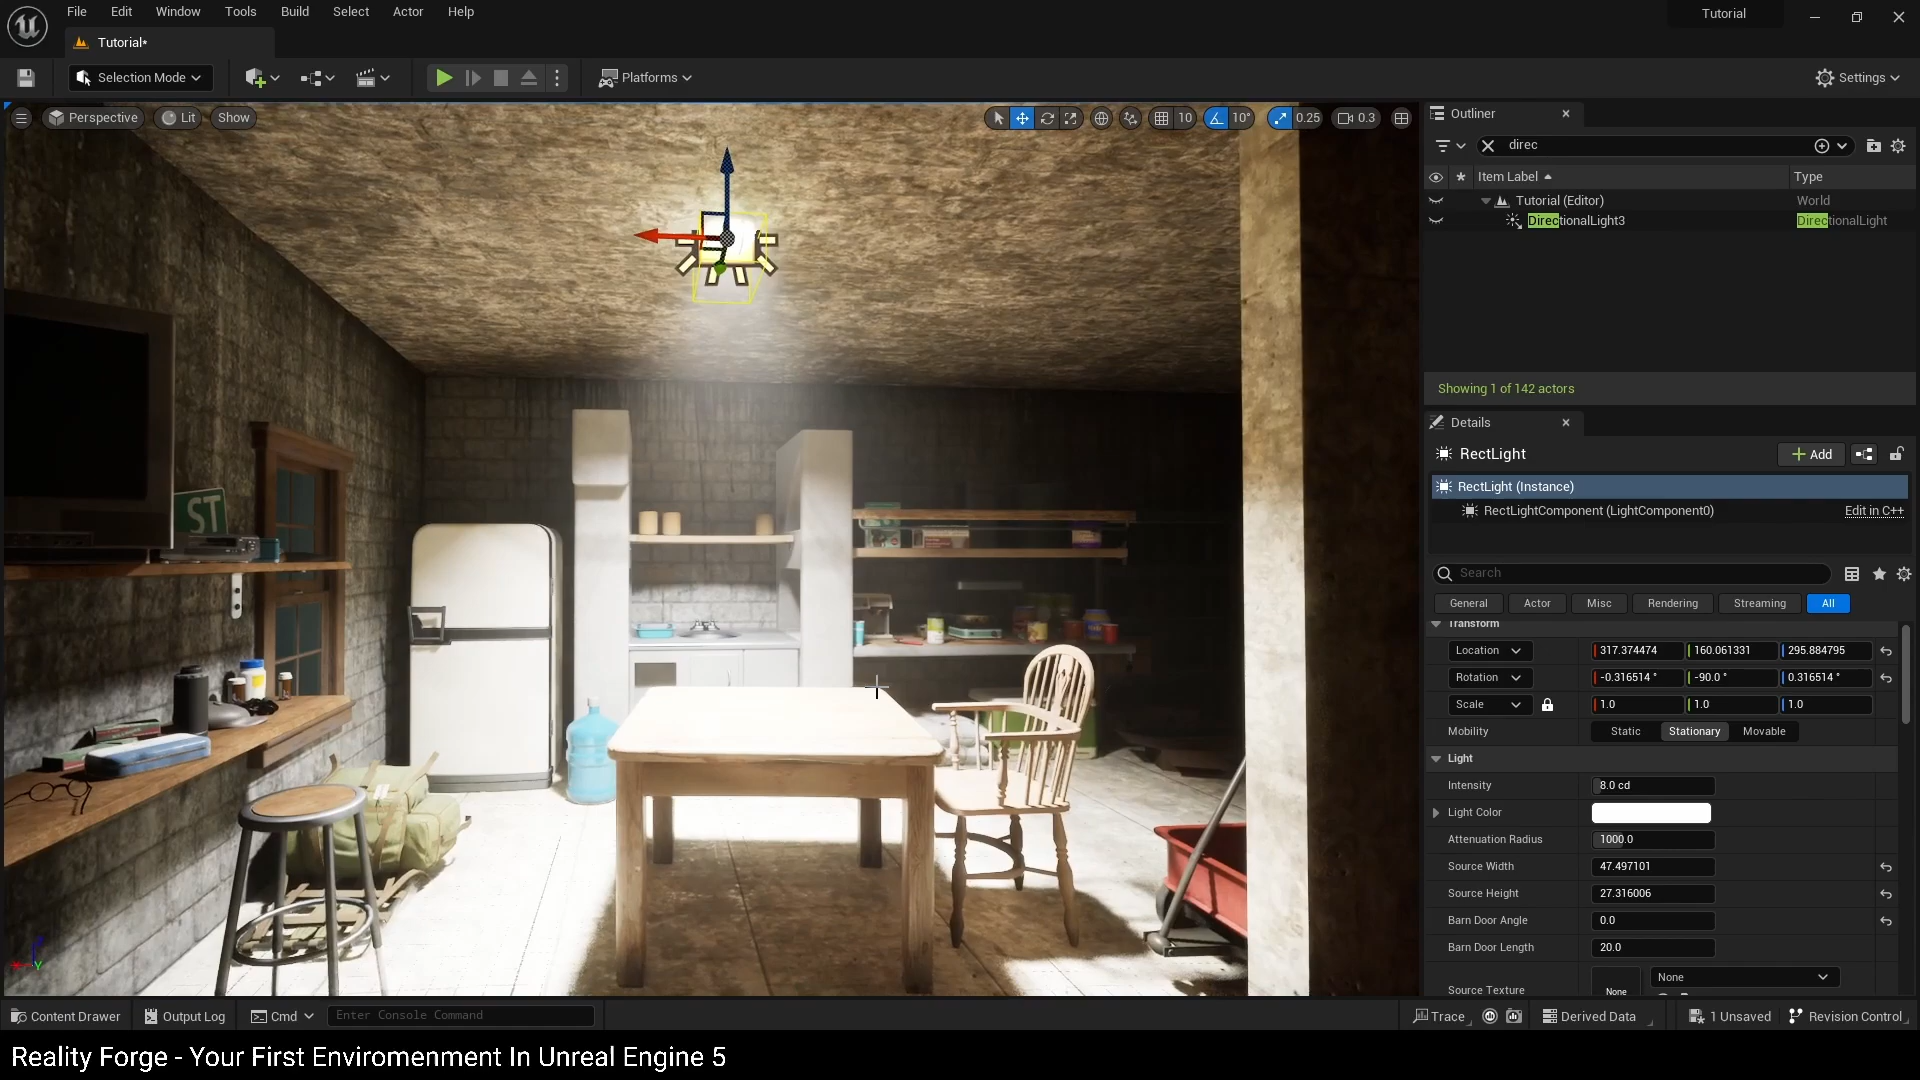 File Edit Window Tools Build Select Actor Help
Tutorial
Tutorial*
Selection Mode
Platforms
Settings
Perspective Lit Show
10 10° 0.25 0.3
Outliner
direc
Item Label Type
Tutorial (Editor) World
DirectionalLight3 DirectionalLight
Showing 1 of 142 actors
Details
RectLight
Add
RectLight (Instance)
RectLightComponent (LightComponent0) Edit in C++
Search
General Actor Misc Rendering Streaming All
Transform
Location 317.374474 160.061331 295.884795
Rotation -0.316514 ° -90.0 ° 0.316514 °
Scale 1.0 1.0 1.0
Mobility Static Stationary Movable
Light
Intensity 8.0 cd
Light Color
Attenuation Radius 1000.0
Source Width 47.497101
Source Height 27.316006
Barn Door Angle 0.0
Barn Door Length 20.0
Source Texture None None
ST
Y
Content Drawer Output Log Cmd Enter Console Command
Trace Derived Data 1 Unsaved Revision Control
Reality Forge - Your First Enviromenment In Unreal Engine 5